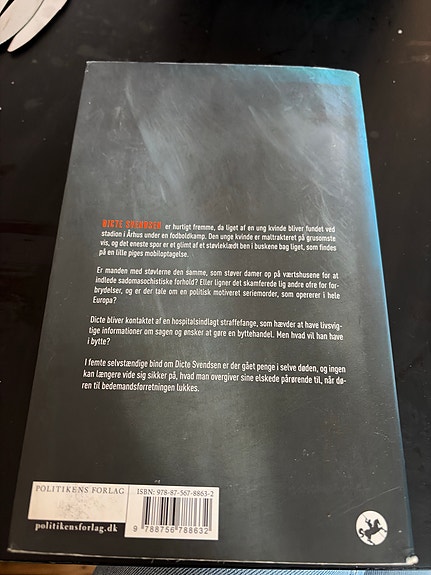 DICTE SVENDSEN er hurtigt fremme, da liget af en ung kvinde bliver fundet ved
stadion i Århus under en fodboldkamp. Den unge kvinde er maltrakteret på grusomste
vis, og det eneste spor er et glimt af et støvleklædt ben i buskene bag liget, som findes
på en lille piges mobiloptagelse.
Er manden med støvlerne den samme, som støver damer op på værtshusene for at
indlede sadomasochistiske forhold? Eller ligner det skamferede lig andre ofre for for-
brydelser, og er der tale om en politisk motiveret seriemorder, som opererer i hele
Europa?
Dicte bliver kontaktet af en hospitalsindlagt straffefange, som hævder at have livsvig-
tige informationer om sagen og ønsker at gøre en byttehandel. Men hvad vil han have
i bytte?
I femte selvstændige bind om Dicte Svendsen er der gået penge i selve døden, og ingen
kan længere vide sig sikker på, hvad man overgiver sine elskede pårørende til, når dø-
ren til bedemandsforretningen lukkes.
POLITIKENS FORLAG
politikensforlag.dk
ISBN: 978-87-567-8863-2
9 788756 788632